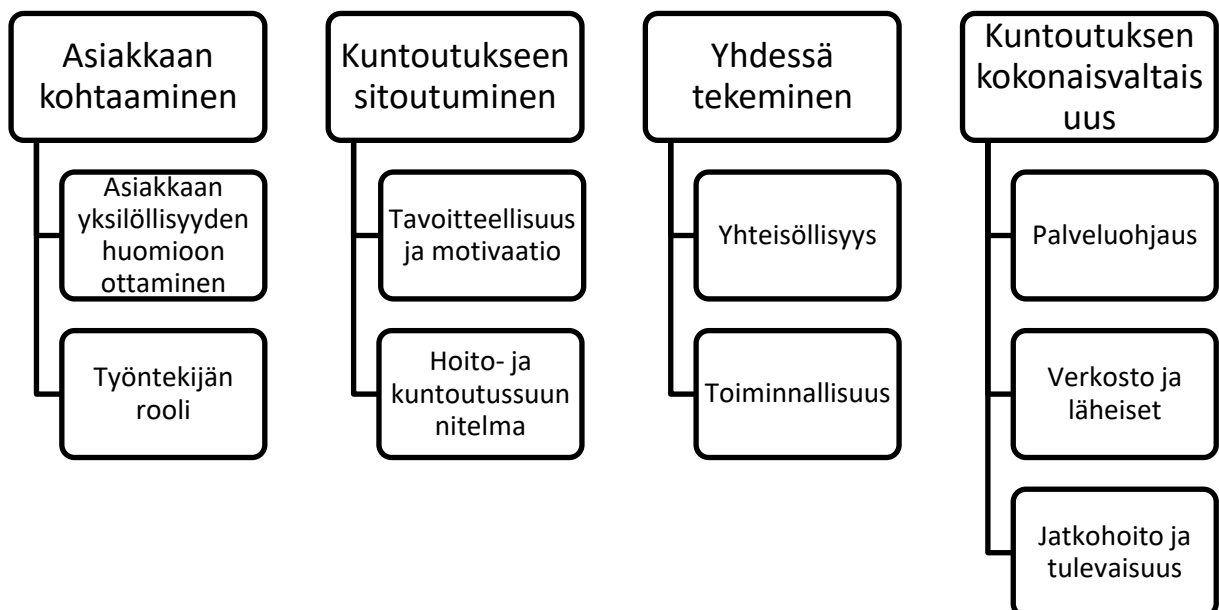 Asiakkaan
kohtaaminen
Asiakkaan
yksilöllisyyden
huomioon
ottaminen
Työntekijän
rooli
Kuntoutukseen
sitoutuminen
Tavoitteellisuus
ja motivaatio
Hoito- ja
kuntoutussuun
nitelma
Yhdessä
tekeminen
Yhteisöllisyys
Toiminnallisuus
Kuntoutuksen
kokonaisvaltais
uus
Palveluohjaus
Verkosto ja
läheiset
Jatkohoito ja
tulevaisuus